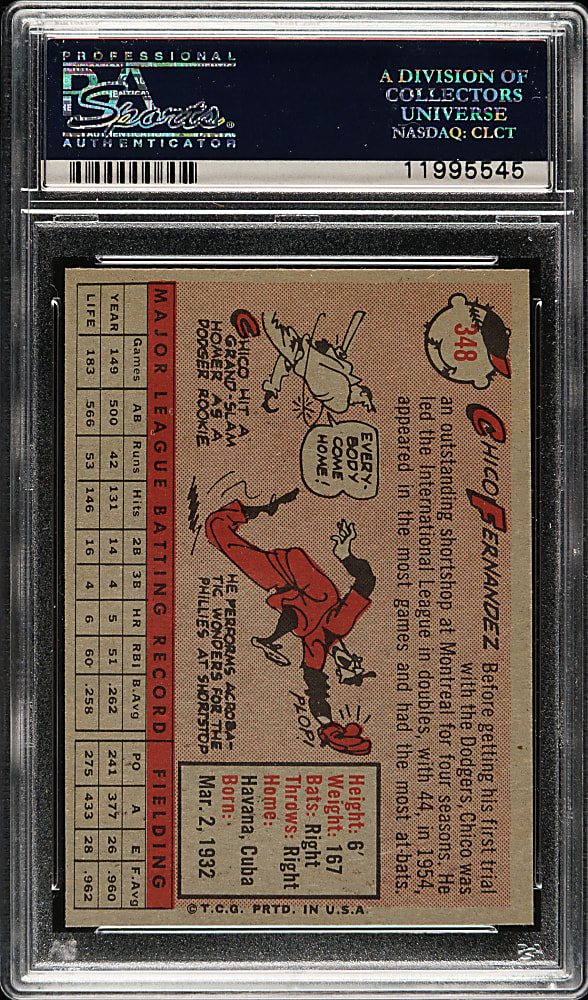 PROFESSIONAL
PSA
Sports®
AUTHENTICATOR
A DIVISION OF
COLLECTORS
UNIVERSE
NASDAQ: CLCT
11995545
348
CHICO FERNANDEZ Before getting his first trial
with the Dodgers, Chico was
an outstanding shortshop at Montreal for four seasons. He
led the International League in doubles, with 44, in 1954,
appeared in the most games and had the most at-bats.
EVERY-
BODY
COME
HOME!
CHICO HIT A
GRAND-SLAM
HOMER AS A
DODGER ROOKIE
HE PERFORMS ACROBA-
TIC WONDERS FOR THE
PHILLIES AT SHORTSTOP
PLOP!
Height: 6'
Weight: 167
Bats: Right
Throws: Right
Home:
Havana, Cuba
Born:
Mar. 2, 1932
MAJOR LEAGUE BATTING RECORD FIELDING
Games AB Runs Hits 2B 3B HR RBI B.Avg PO A E F.Avg
YEAR 149 500 42 131 14 4 5 51 .262 241 377 26 .960
LIFE 183 566 53 146 16 4 6 60 .258 275 433 28 .962
© T.C.G. PRTD. IN U.S.A.